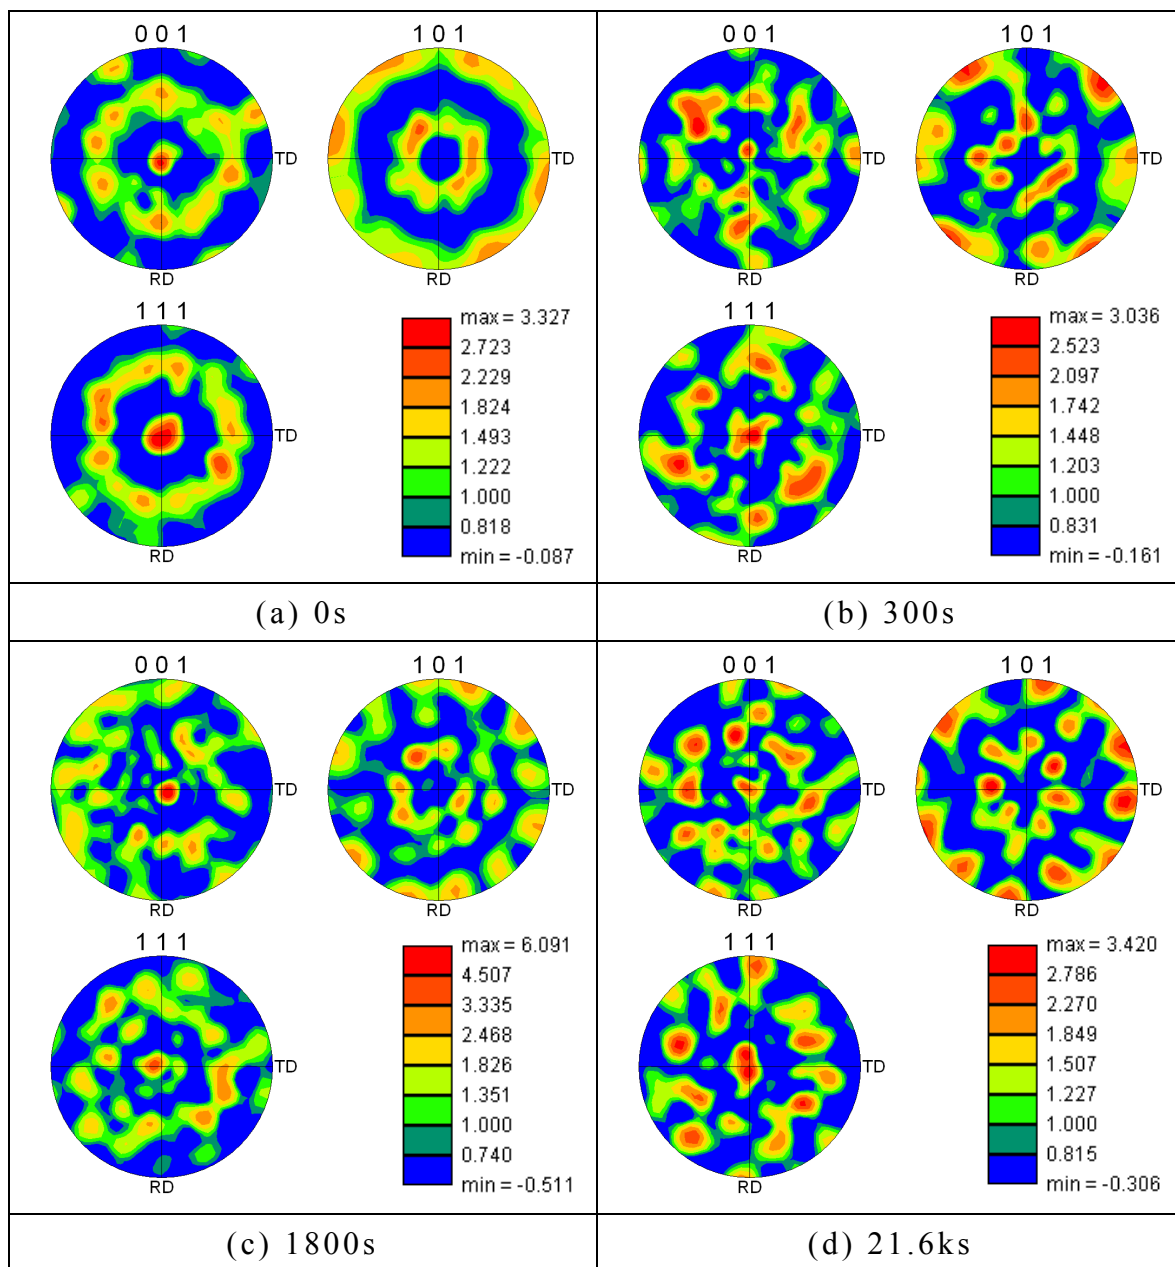 0 0 1
1 0 1
TD
TD
RD
1 1 1
TD
RD
max = 3.327
2.723
2.229
1.824
1.493
1.222
1.000
0.818
min = -0.087
(a) 0s
0 0 1
1 0 1
TD
TD
RD
RD
1 1 1
TD
RD
max = 3.036
2.523
2.097
1.742
1.448
1.203
1.000
0.831
min = -0.161
(b) 300s
0 0 1
1 0 1
TD
TD
RD
1 1 1
TD
RD
max = 6.091
4.507
3.335
2.468
1.826
1.351
1.000
0.740
min = -0.511
(c) 1800s
0 0 1
1 0 1
TD
TD
RD
RD
1 1 1
TD
RD
max = 3.420
2.786
2.270
1.849
1.507
1.227
1.000
0.815
min = -0.306
(d) 21.6ks